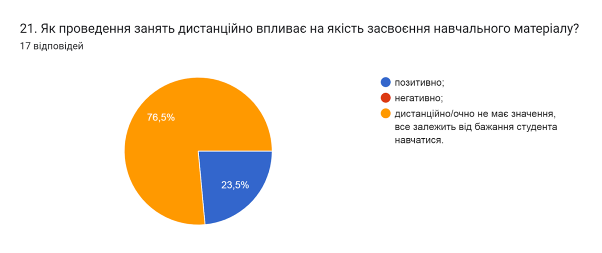 21. Як проведення занять дистанційно впливає на якість засвоєння навчального матеріалу?
17 відповідей
позитивно;
негативно;
дистанційно/очно не має значення,
все залежить від бажання студента
навчатися.
76,5%
23,5%